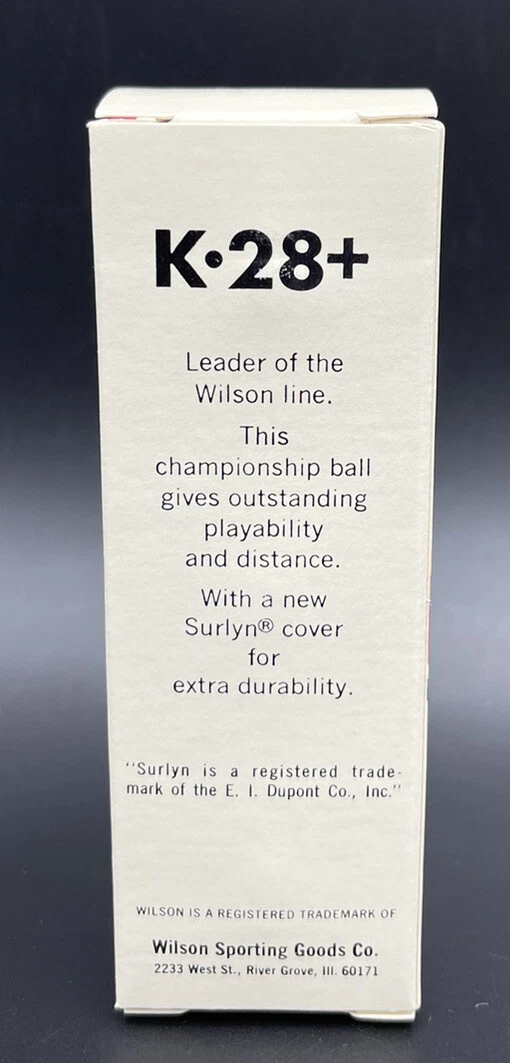 K•28+
Leader of the
Wilson line.
This
championship ball
gives outstanding
playability
and distance.
With a new
Surlyn® cover
for
extra durability.
"Surlyn is a registered trade-
mark of the E. I. Dupont Co., Inc."
WILSON IS A REGISTERED TRADEMARK OF
Wilson Sporting Goods Co.
2233 West St., River Grove, Ill. 60171